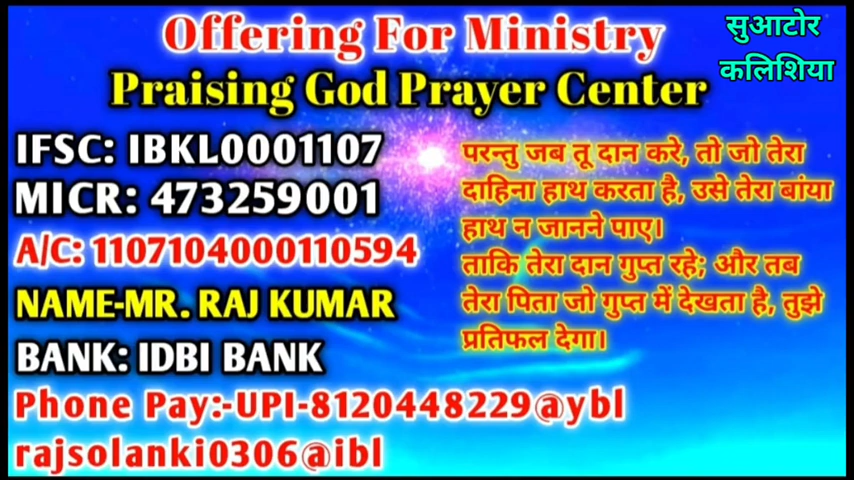 Offering For Ministry
सुआटोर
कलिशिया
Praising God Prayer Center
IFSC: IBKL0001107
MICR: 473259001
A/C: 1107104000110594
NAME-MR. RAJ KUMAR
BANK: IDBI BANK
Phone Pay:-UPI-8120448229@ybl
rajsolanki0306@ibl
परन्तु जब तू दान करे, तो जो तेरा
दाहिना हाथ करता है, उसे तेरा बांया
हाथ न जानने पाए।
ताकि तेरा दान गुप्त रहे; और तब
तेरा पिता जो गुप्त में देखता है, तुझे
प्रतिफल देगा।